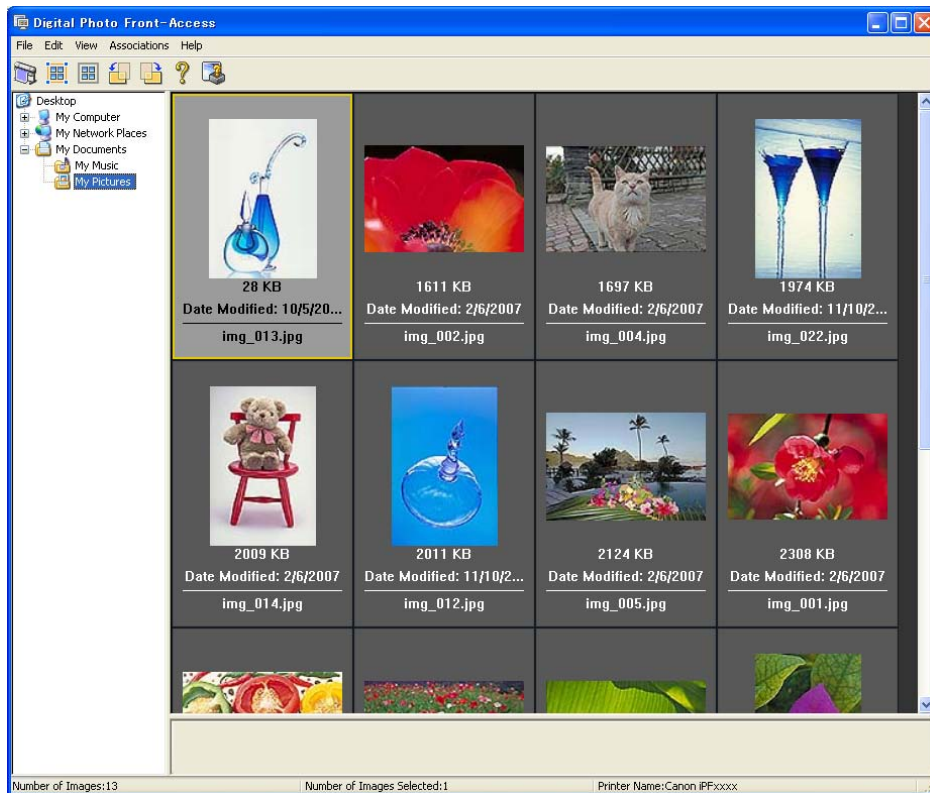 Digital Photo Front-Access
File Edit View Associations Help
Desktop
My Computer
My Network Places
My Documents
My Music
My Pictures
28 KB
Date Modified: 10/5/20...
img_013.jpg
1611 KB
Date Modified: 2/6/2007
img_002.jpg
1697 KB
Date Modified: 2/6/2007
img_004.jpg
1974 KB
Date Modified: 11/10/2...
img_022.jpg
2009 KB
Date Modified: 2/6/2007
img_014.jpg
2011 KB
Date Modified: 11/10/2...
img_012.jpg
2124 KB
Date Modified: 2/6/2007
img_005.jpg
2308 KB
Date Modified: 2/6/2007
img_001.jpg
Number of Images:13
Number of Images Selected:1
Printer Name:Canon iPFxxxx